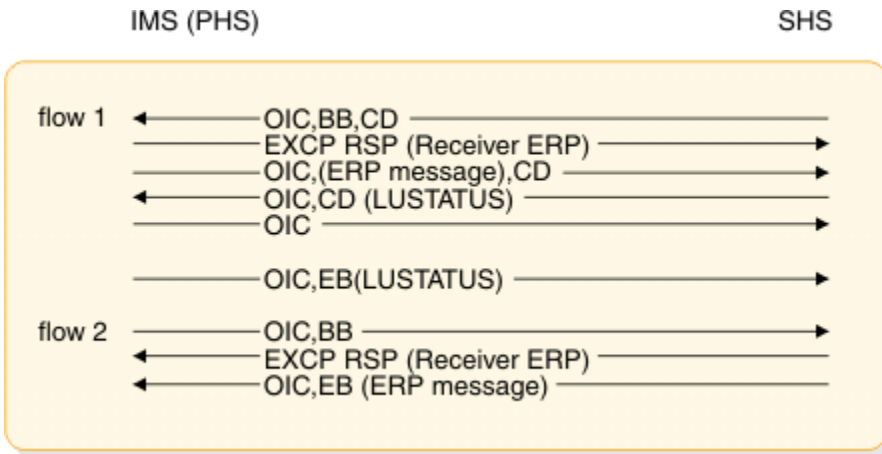 IMS (PHS) SHS
flow 1 OIC,BB,CD
EXCP RSP (Receiver ERP)
OIC,(ERP message),CD
OIC,CD (LUSTATUS)
OIC
OIC,EB(LUSTATUS)
flow 2 OIC,BB
EXCP RSP (Receiver ERP)
OIC,EB (ERP message)